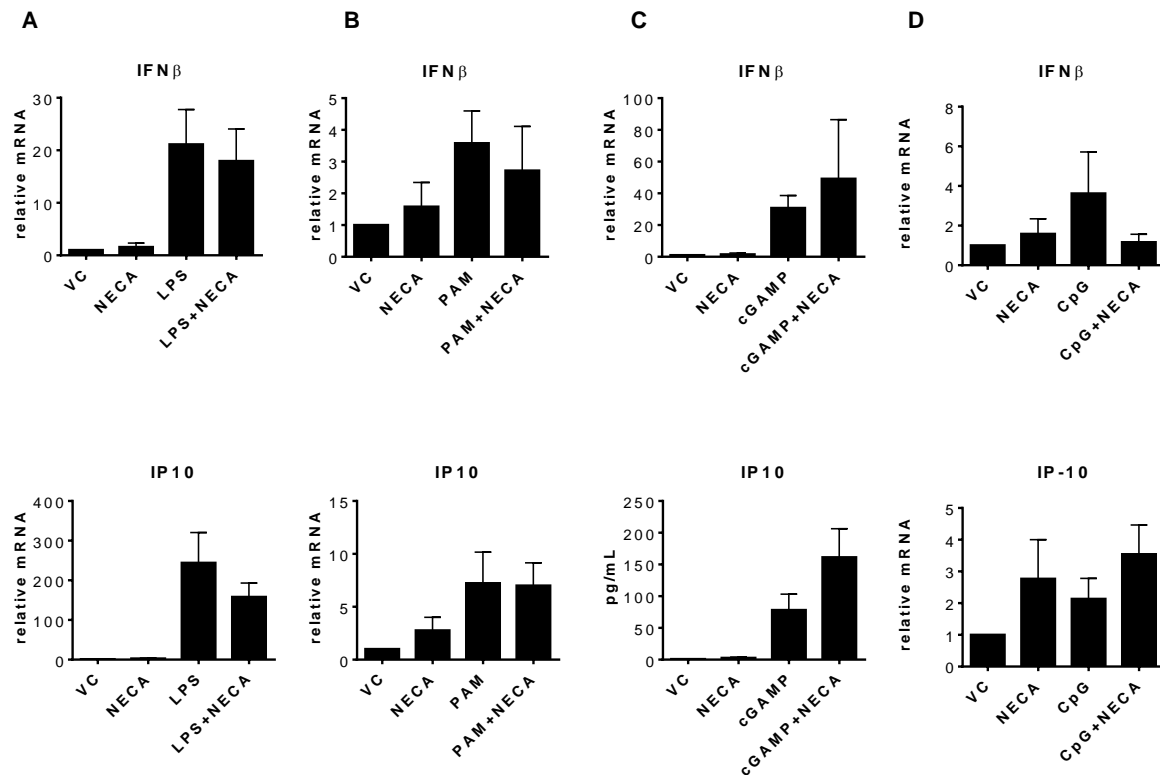 A
B
C
D
IFNβ
relative mRNA
30
20
10
0
VC
NECA
LPS
LPS+NECA
IFNβ
relative mRNA
5
4
3
2
1
0
VC
NECA
PAM
PAM+NECA
IFNβ
relative mRNA
100
80
60
40
20
0
VC
NECA
cGAMP
cGAMP+NECA
IFNβ
relative mRNA
8
6
4
2
0
VC
NECA
CpG
CpG+NECA
IP10
relative mRNA
400
300
200
100
0
VC
NECA
LPS
LPS+NECA
IP10
relative mRNA
15
10
5
0
VC
NECA
PAM
PAM+NECA
IP10
pg/mL
250
200
150
100
50
0
VC
NECA
cGAMP
cGAMP+NECA
IP-10
relative mRNA
5
4
3
2
1
0
VC
NECA
CpG
CpG+NECA